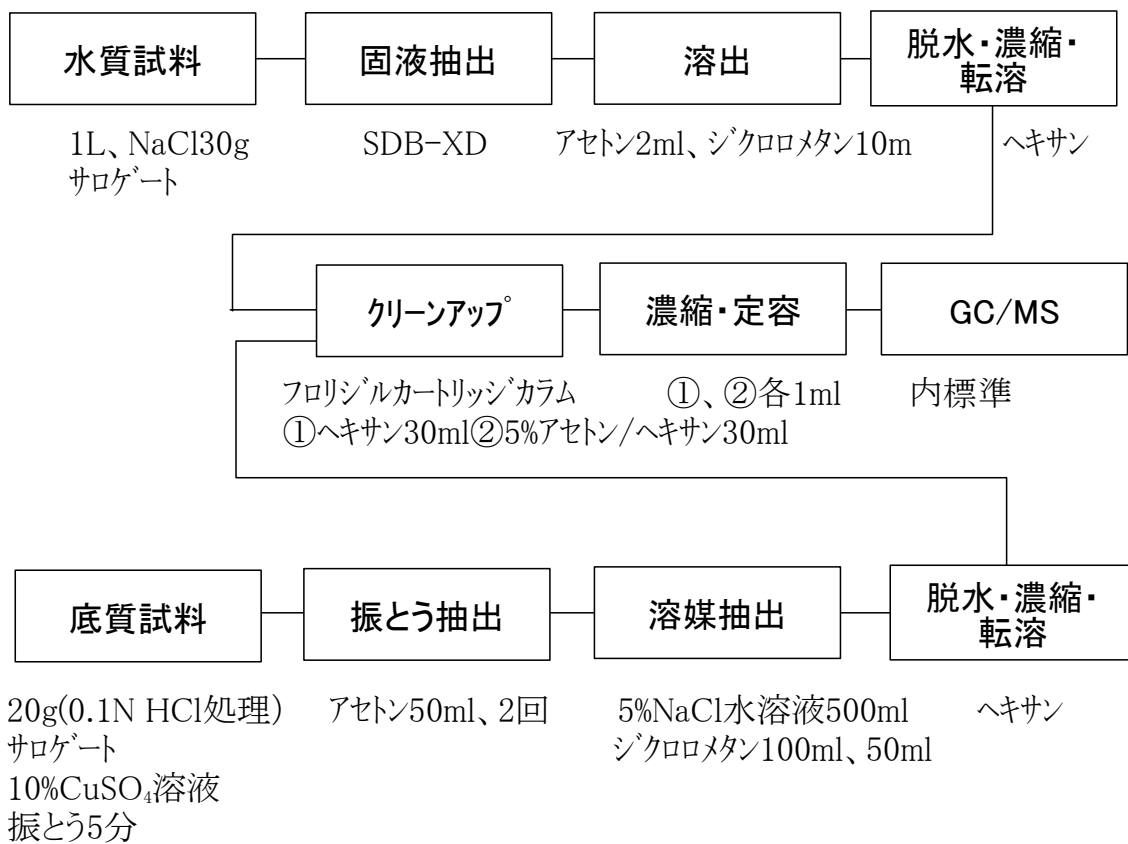 水質試料
固液抽出
溶出
脱水・濃縮・
転溶
1L、NaCl30g
サロゲート
SDB-XD
アセトン2ml、ジクロロメタン10m
ヘキサン
クリーンアップ
濃縮・定容
GC/MS
フロリジルカートリッジカラム
①ヘキサン30ml②5%アセトン/ヘキサン30ml
①、②各1ml
内標準
底質試料
振とう抽出
溶媒抽出
脱水・濃縮・
転溶
20g(0.1N HCl処理)
サロゲート
10%CuSO₄溶液
振とう5分
アセトン50ml、2回
5%NaCl水溶液500ml
ジクロロメタン100ml、50ml
ヘキサン